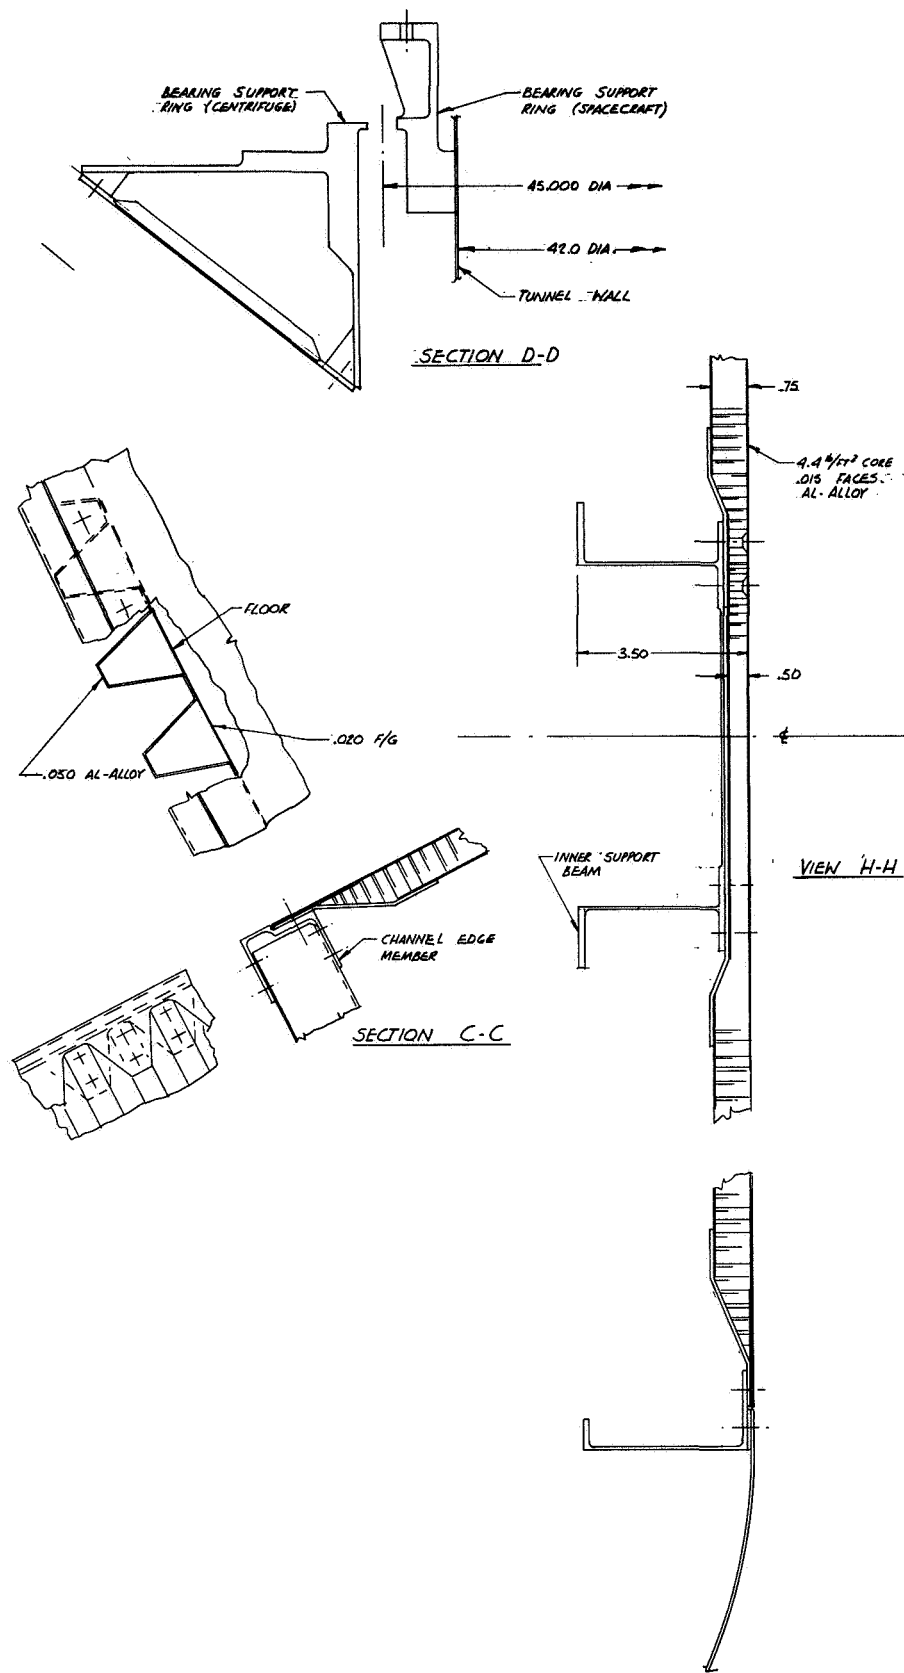 BEARING SUPPORT
RING (CENTRIFUGE)
BEARING SUPPORT
RING (SPACECRAFT)
45.000 DIA
42.0 DIA.
TUNNEL WALL
SECTION D-D
.75
4.4 #/FT² CORE
.015 FACES
AL-ALLOY
FLOOR
3.50
.50
.020 F/G
.050 AL-ALLOY
℄
INNER SUPPORT
BEAM
VIEW H-H
CHANNEL EDGE
MEMBER
SECTION C-C